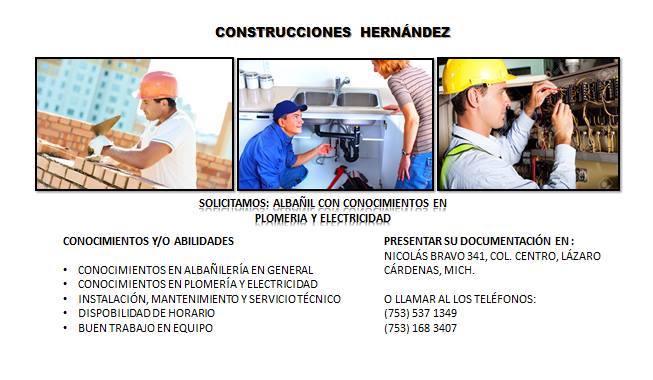 CONSTRUCCIONES HERNÁNDEZ
SOLICITAMOS: ALBAÑIL CON CONOCIMIENTOS EN
PLOMERIA Y ELECTRICIDAD
CONOCIMIENTOS Y/O ABILIDADES
• CONOCIMIENTOS EN ALBAÑILERÍA EN GENERAL
• CONOCIMIENTOS EN PLOMERÍA Y ELECTRICIDAD
• INSTALACIÓN, MANTENIMIENTO Y SERVICIO TÉCNICO
• DISPOBILIDAD DE HORARIO
• BUEN TRABAJO EN EQUIPO
PRESENTAR SU DOCUMENTACIÓN EN :
NICOLÁS BRAVO 341, COL. CENTRO, LÁZARO
CÁRDENAS, MICH.
O LLAMAR AL LOS TELÉFONOS:
(753) 537 1349
(753) 168 3407